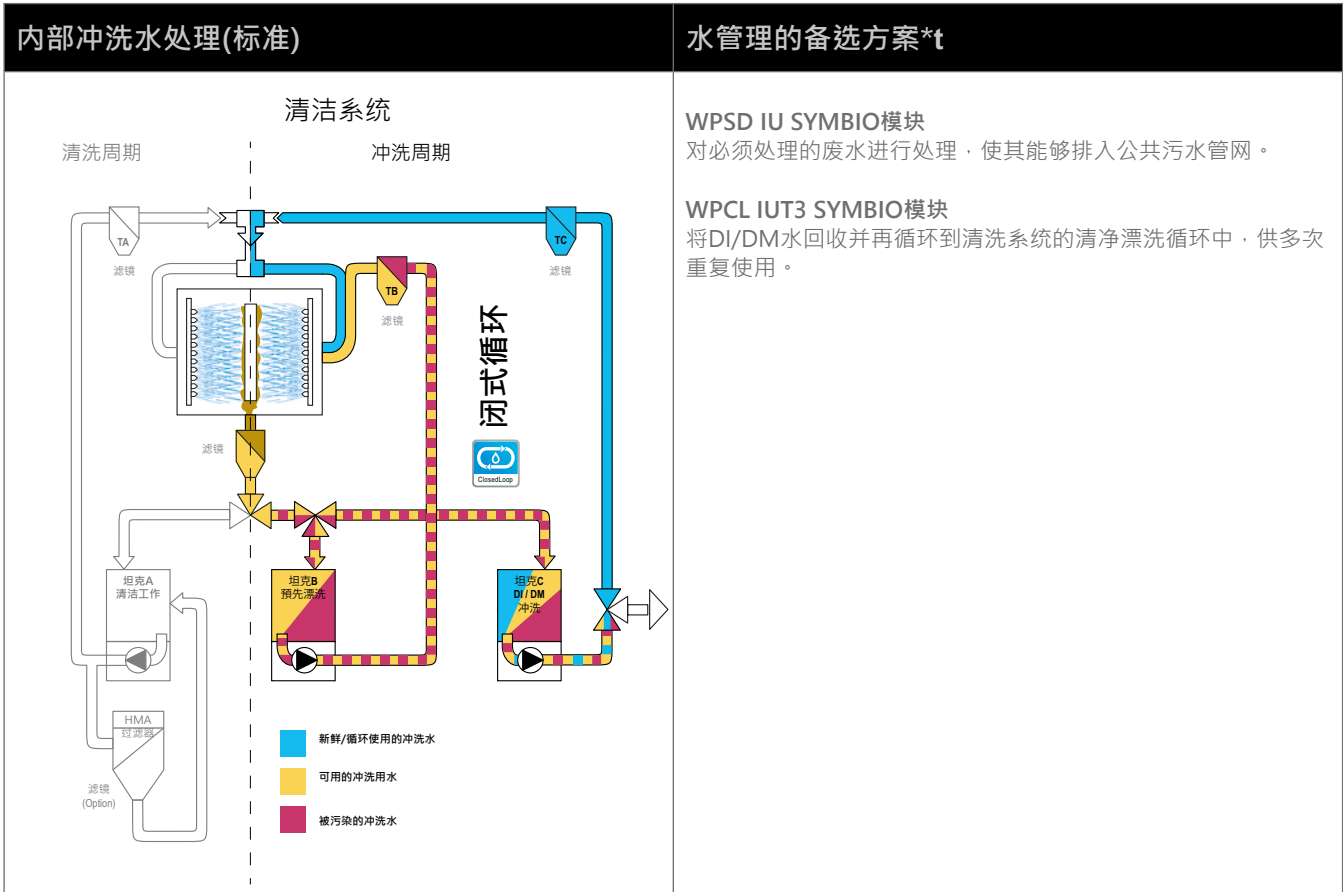 内部冲洗水处理(标准)
水管理的备选方案*t
清洁系统
清洗周期
冲洗周期
TA
滤镜
TC
滤镜
TB
滤镜
闭式循环
ClosedLoop
滤镜
坦克A
清洁工作
坦克B
預先漂洗
坦克C
DI / DM
冲洗
HMA
过滤器
滤镜
(Option)
新鲜/循环使用的冲洗水
可用的冲洗用水
被污染的冲洗水
WPSD IU SYMBIO模块
对必须处理的废水进行处理，使其能够排入公共污水管网。
WPCL IUT3 SYMBIO模块
将DI/DM水回收并再循环到清洗系统的清净漂洗循环中，供多次
重复使用。